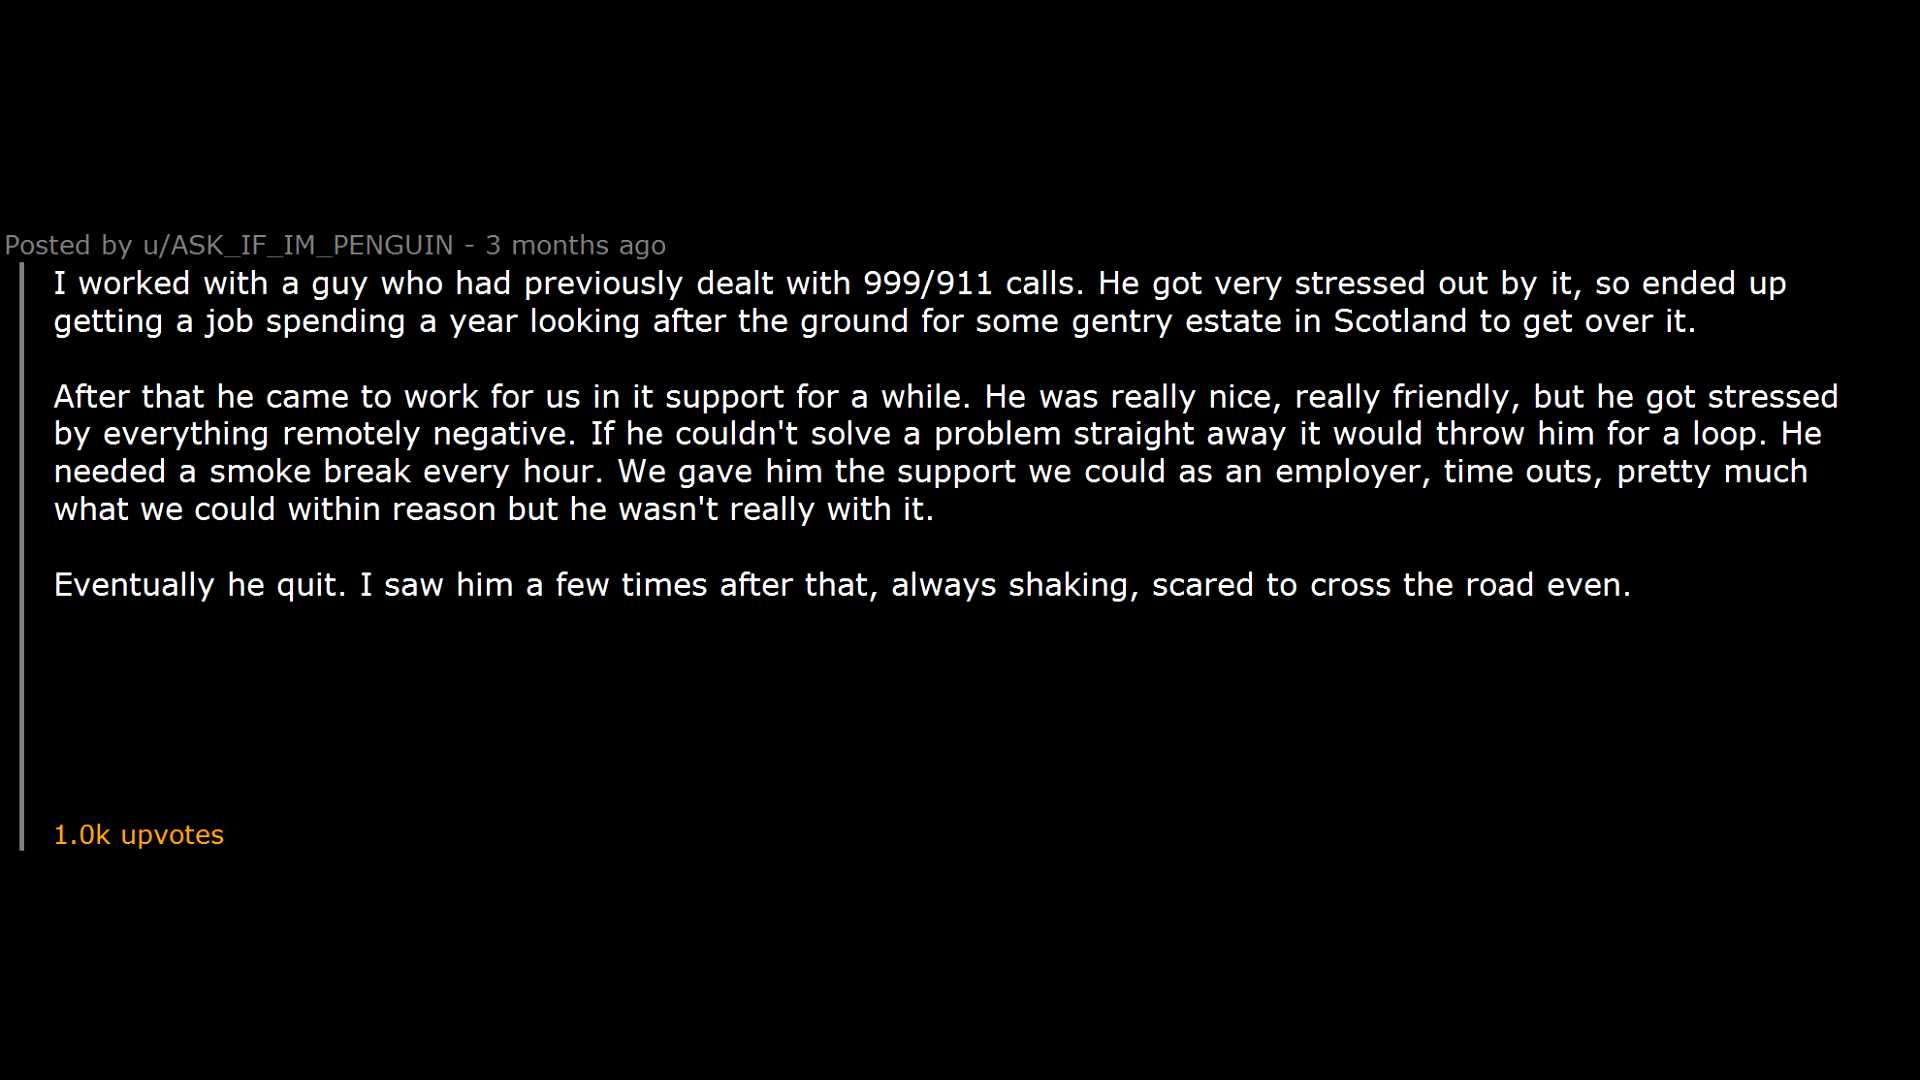 Posted by u/ASK_IF_IM_PENGUIN - 3 months ago
I worked with a guy who had previously dealt with 999/911 calls. He got very stressed out by it, so ended up
getting a job spending a year looking after the ground for some gentry estate in Scotland to get over it.
After that he came to work for us in it support for a while. He was really nice, really friendly, but he got stressed
by everything remotely negative. If he couldn't solve a problem straight away it would throw him for a loop. He
needed a smoke break every hour. We gave him the support we could as an employer, time outs, pretty much
what we could within reason but he wasn't really with it.
Eventually he quit. I saw him a few times after that, always shaking, scared to cross the road even.
1.0k upvotes